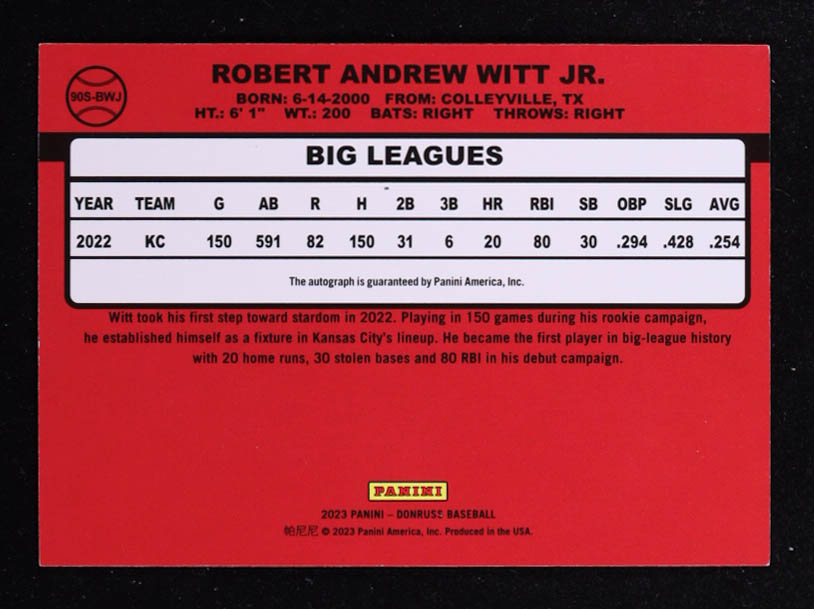 90S-BWJ
ROBERT ANDREW WITT JR.
BORN: 6-14-2000 FROM: COLLEYVILLE, TX
HT.: 6' 1" WT.: 200 BATS: RIGHT THROWS: RIGHT
BIG LEAGUES
YEAR TEAM G AB R H 2B 3B HR RBI SB OBP SLG AVG
2022 KC 150 591 82 150 31 6 20 80 30 .294 .428 .254
The autograph is guaranteed by Panini America, Inc.
Witt took his first step toward stardom in 2022. Playing in 150 games during his rookie campaign,
he established himself as a fixture in Kansas City's lineup. He became the first player in big-league history
with 20 home runs, 30 stolen bases and 80 RBI in his debut campaign.
PANINI
2023 PANINI – DONRUSS BASEBALL
帕尼尼 © 2023 Panini America, Inc. Produced in the USA.